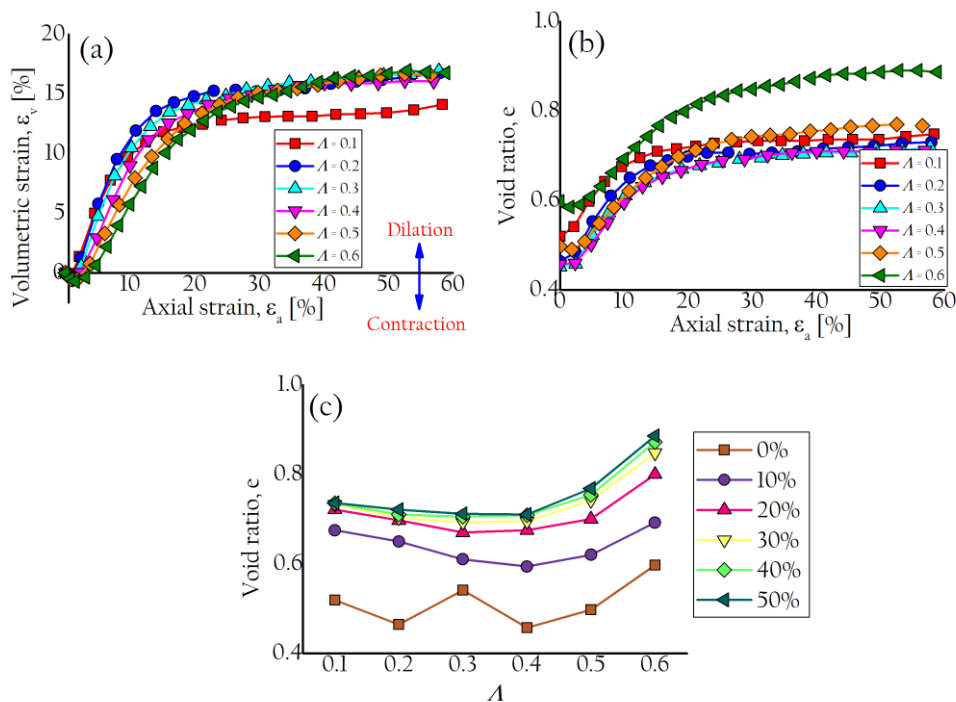 (a)
Volumetric strain, εv [%]
20
15
10
5
0
Λ = 0.1
Λ = 0.2
Λ = 0.3
Λ = 0.4
Λ = 0.5
Λ = 0.6
Dilation
Contraction
0 10 20 30 40 50 60
Axial strain, εa [%]
(b)
Void ratio, e
1.0
0.8
0.6
0.4
Λ = 0.1
Λ = 0.2
Λ = 0.3
Λ = 0.4
Λ = 0.5
Λ = 0.6
0 10 20 30 40 50 60
Axial strain, εa [%]
(c)
Void ratio, e
1.0
0.8
0.6
0.4
0%
10%
20%
30%
40%
50%
0.1 0.2 0.3 0.4 0.5 0.6
Λ